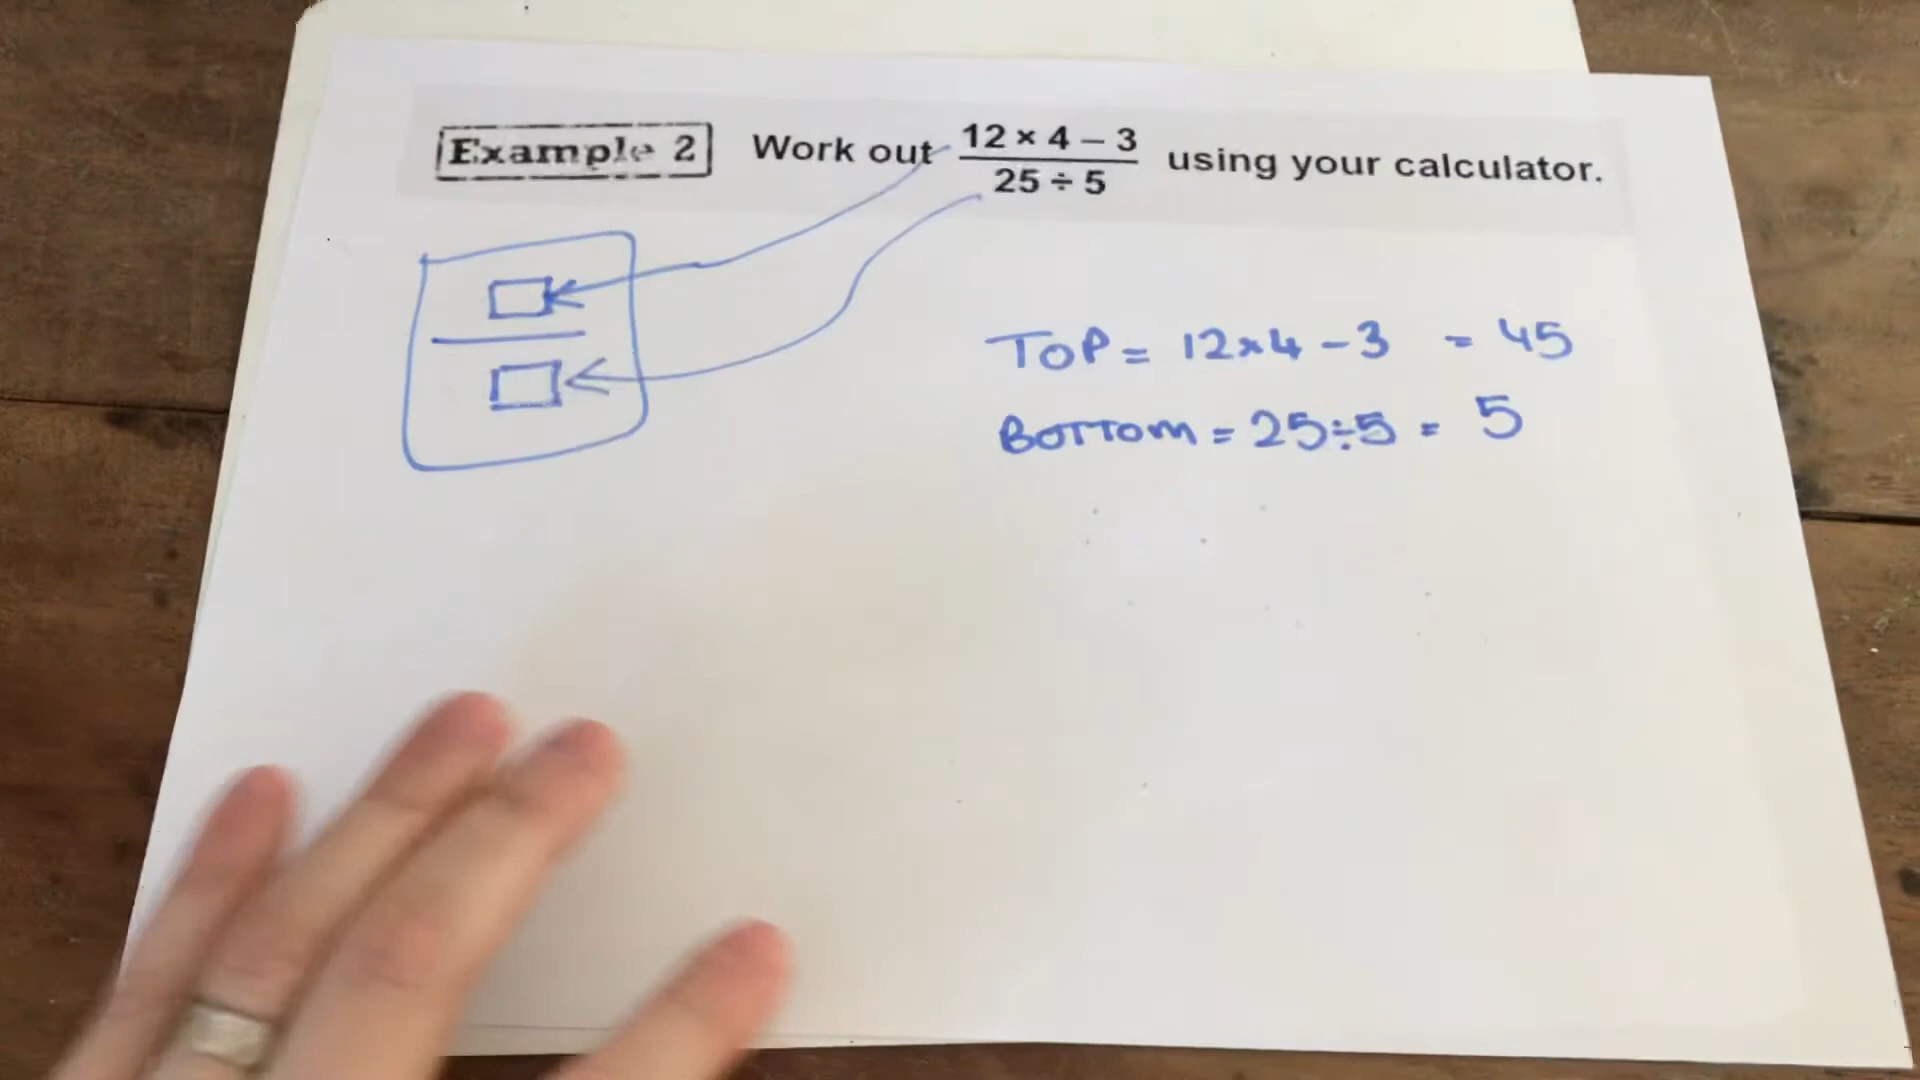 Example 2 Work out (12 × 4 – 3)/(25 ÷ 5) using your calculator.
TOP = 12×4 – 3 = 45
BOTTOM = 25÷5 = 5